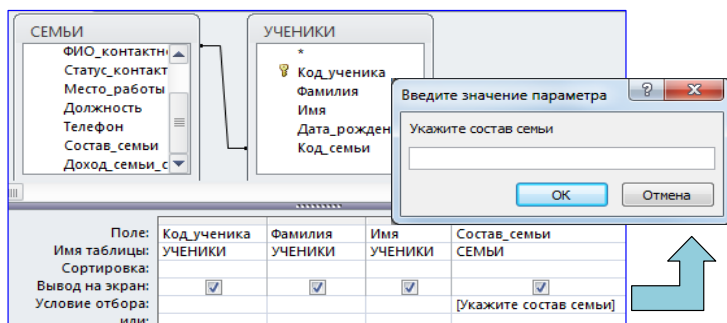 СЕМЬИ
ФИО_контактн
Статус_контакт
Место_работы
Должность
Телефон
Состав_семьи
Доход_семьи_с
УЧЕНИКИ
*
Код_ученика
Фамилия
Имя
Дата_рожден
Код_семьи
Введите значение параметра
Укажите состав семьи
OK Отмена
Поле: Код_ученика Фамилия Имя Состав_семьи
Имя таблицы: УЧЕНИКИ УЧЕНИКИ УЧЕНИКИ СЕМЬИ
Сортировка:
Вывод на экран:
Условие отбора: [Укажите состав семьи]
или: